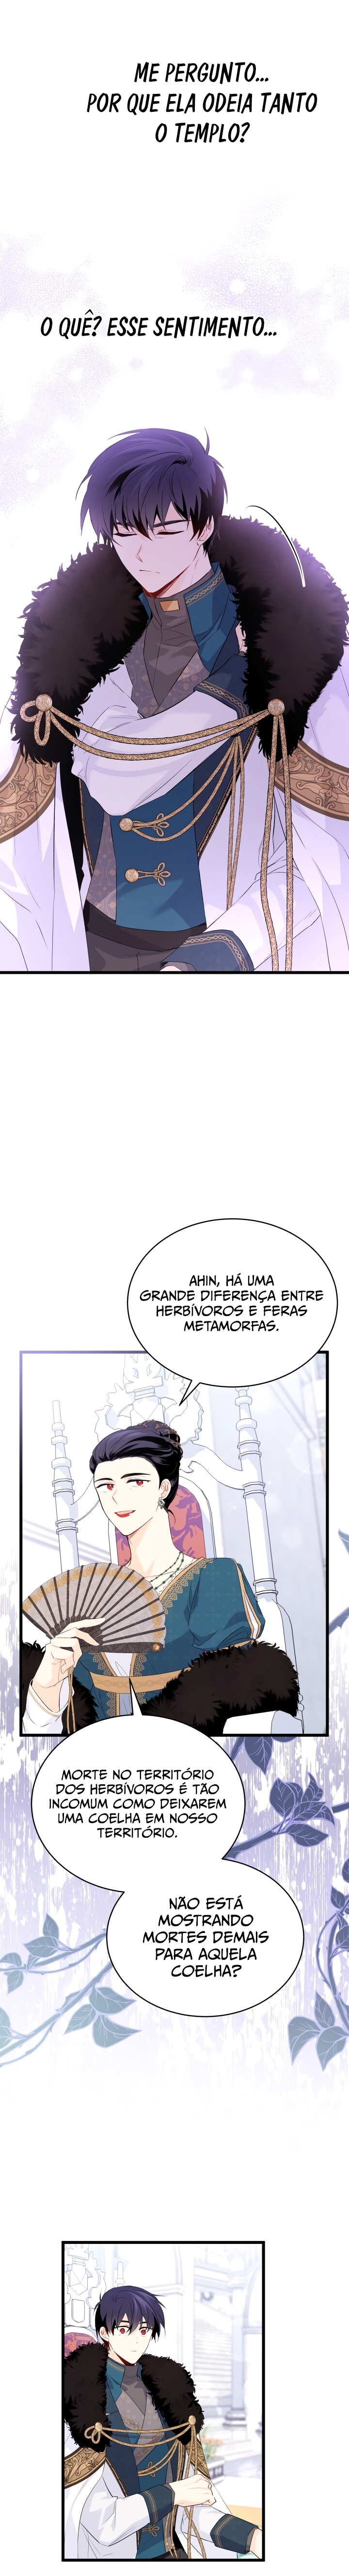 ME PERGUNTO...
POR QUE ELA ODEIA TANTO
O TEMPLO?
O QUÊ? ESSE SENTIMENTO...
AHIN, HÁ UMA
GRANDE DIFERENÇA ENTRE
HERBÍVOROS E FERAS
METAMORFAS.
MORTE NO TERRITÓRIO
DOS HERBÍVOROS É TÃO
INCOMUM COMO DEIXAREM
UMA COELHA EM NOSSO
TERRITÓRIO.
NÃO ESTÁ
MOSTRANDO
MORTES DEMAIS
PARA AQUELA
COELHA?